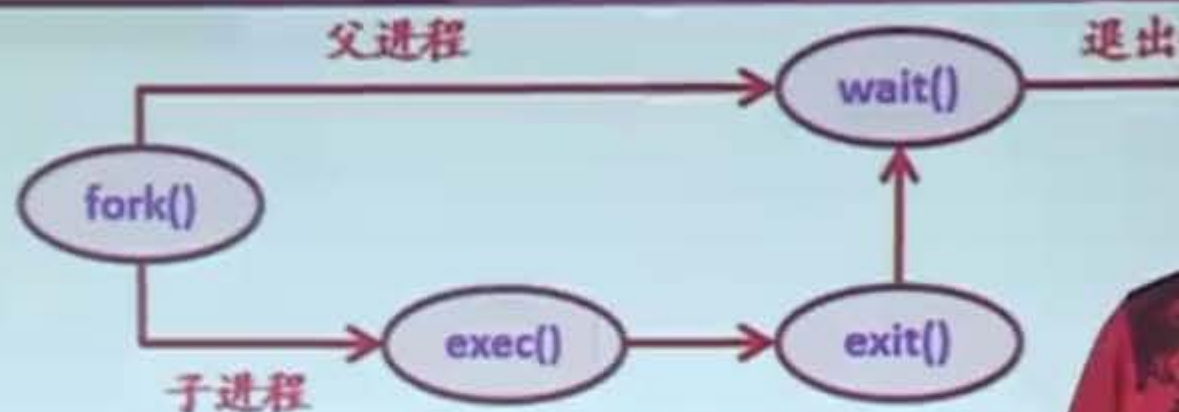 父进程
退出
wait()
fork()
exec()
exit()
子进程